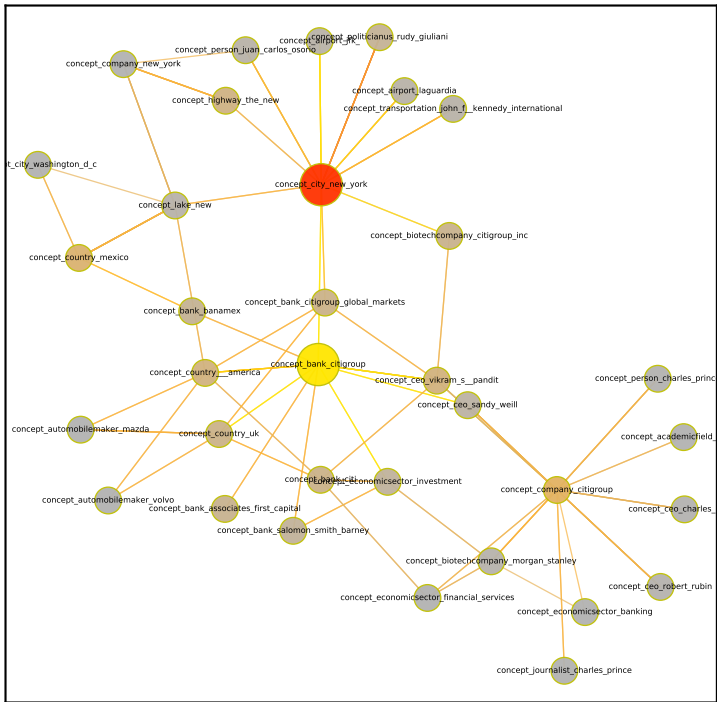 concept_politicianus_rudy_giuliani
concept_airport_jfk_
concept_person_juan_carlos_osorio
concept_company_new_york
concept_airport_laguardia
concept_highway_the_new
concept_transportation_john_f__kennedy_international
t_city_washington_d_c
concept_city_new_york
concept_lake_new
concept_biotechcompany_citigroup_inc
concept_country_mexico
concept_bank_citigroup_global_markets
concept_bank_banamex
concept_bank_citigroup
concept_country___america
concept_ceo_vikram_s__pandit
concept_person_charles_princ
concept_ceo_sandy_weill
concept_automobilemaker_mazda
concept_country_uk
concept_academicfield_
concept_bank_citi
concept_economicsector_investment
concept_company_citigroup
concept_automobilemaker_volvo
concept_bank_associates_first_capital
concept_ceo_charles_
concept_bank_salomon_smith_barney
concept_biotechcompany_morgan_stanley
concept_ceo_robert_rubin
concept_economicsector_financial_services
concept_economicsector_banking
concept_journalist_charles_prince